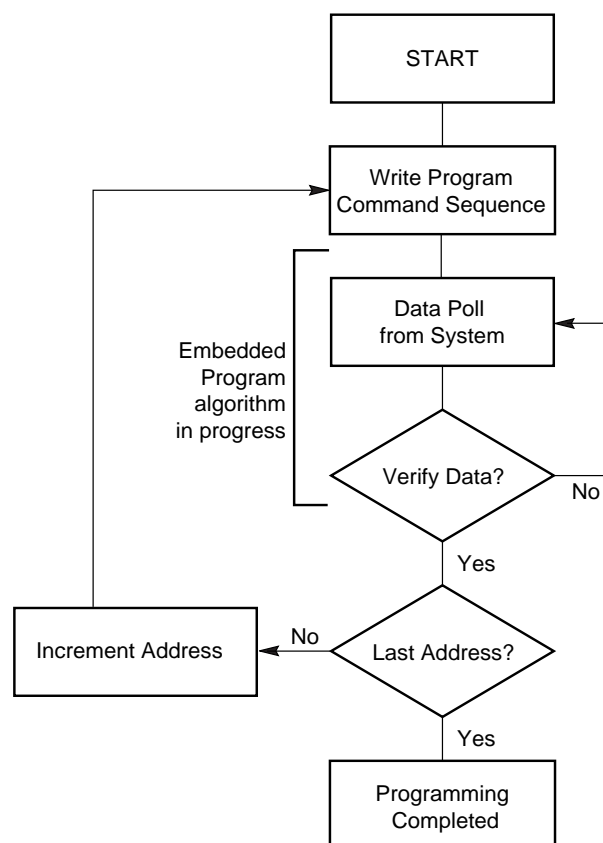 START
Write Program
Command Sequence
Data Poll
from System
Embedded
Program
algorithm
in progress
Verify Data?
No
Yes
Increment Address
No
Last Address?
Yes
Programming
Completed